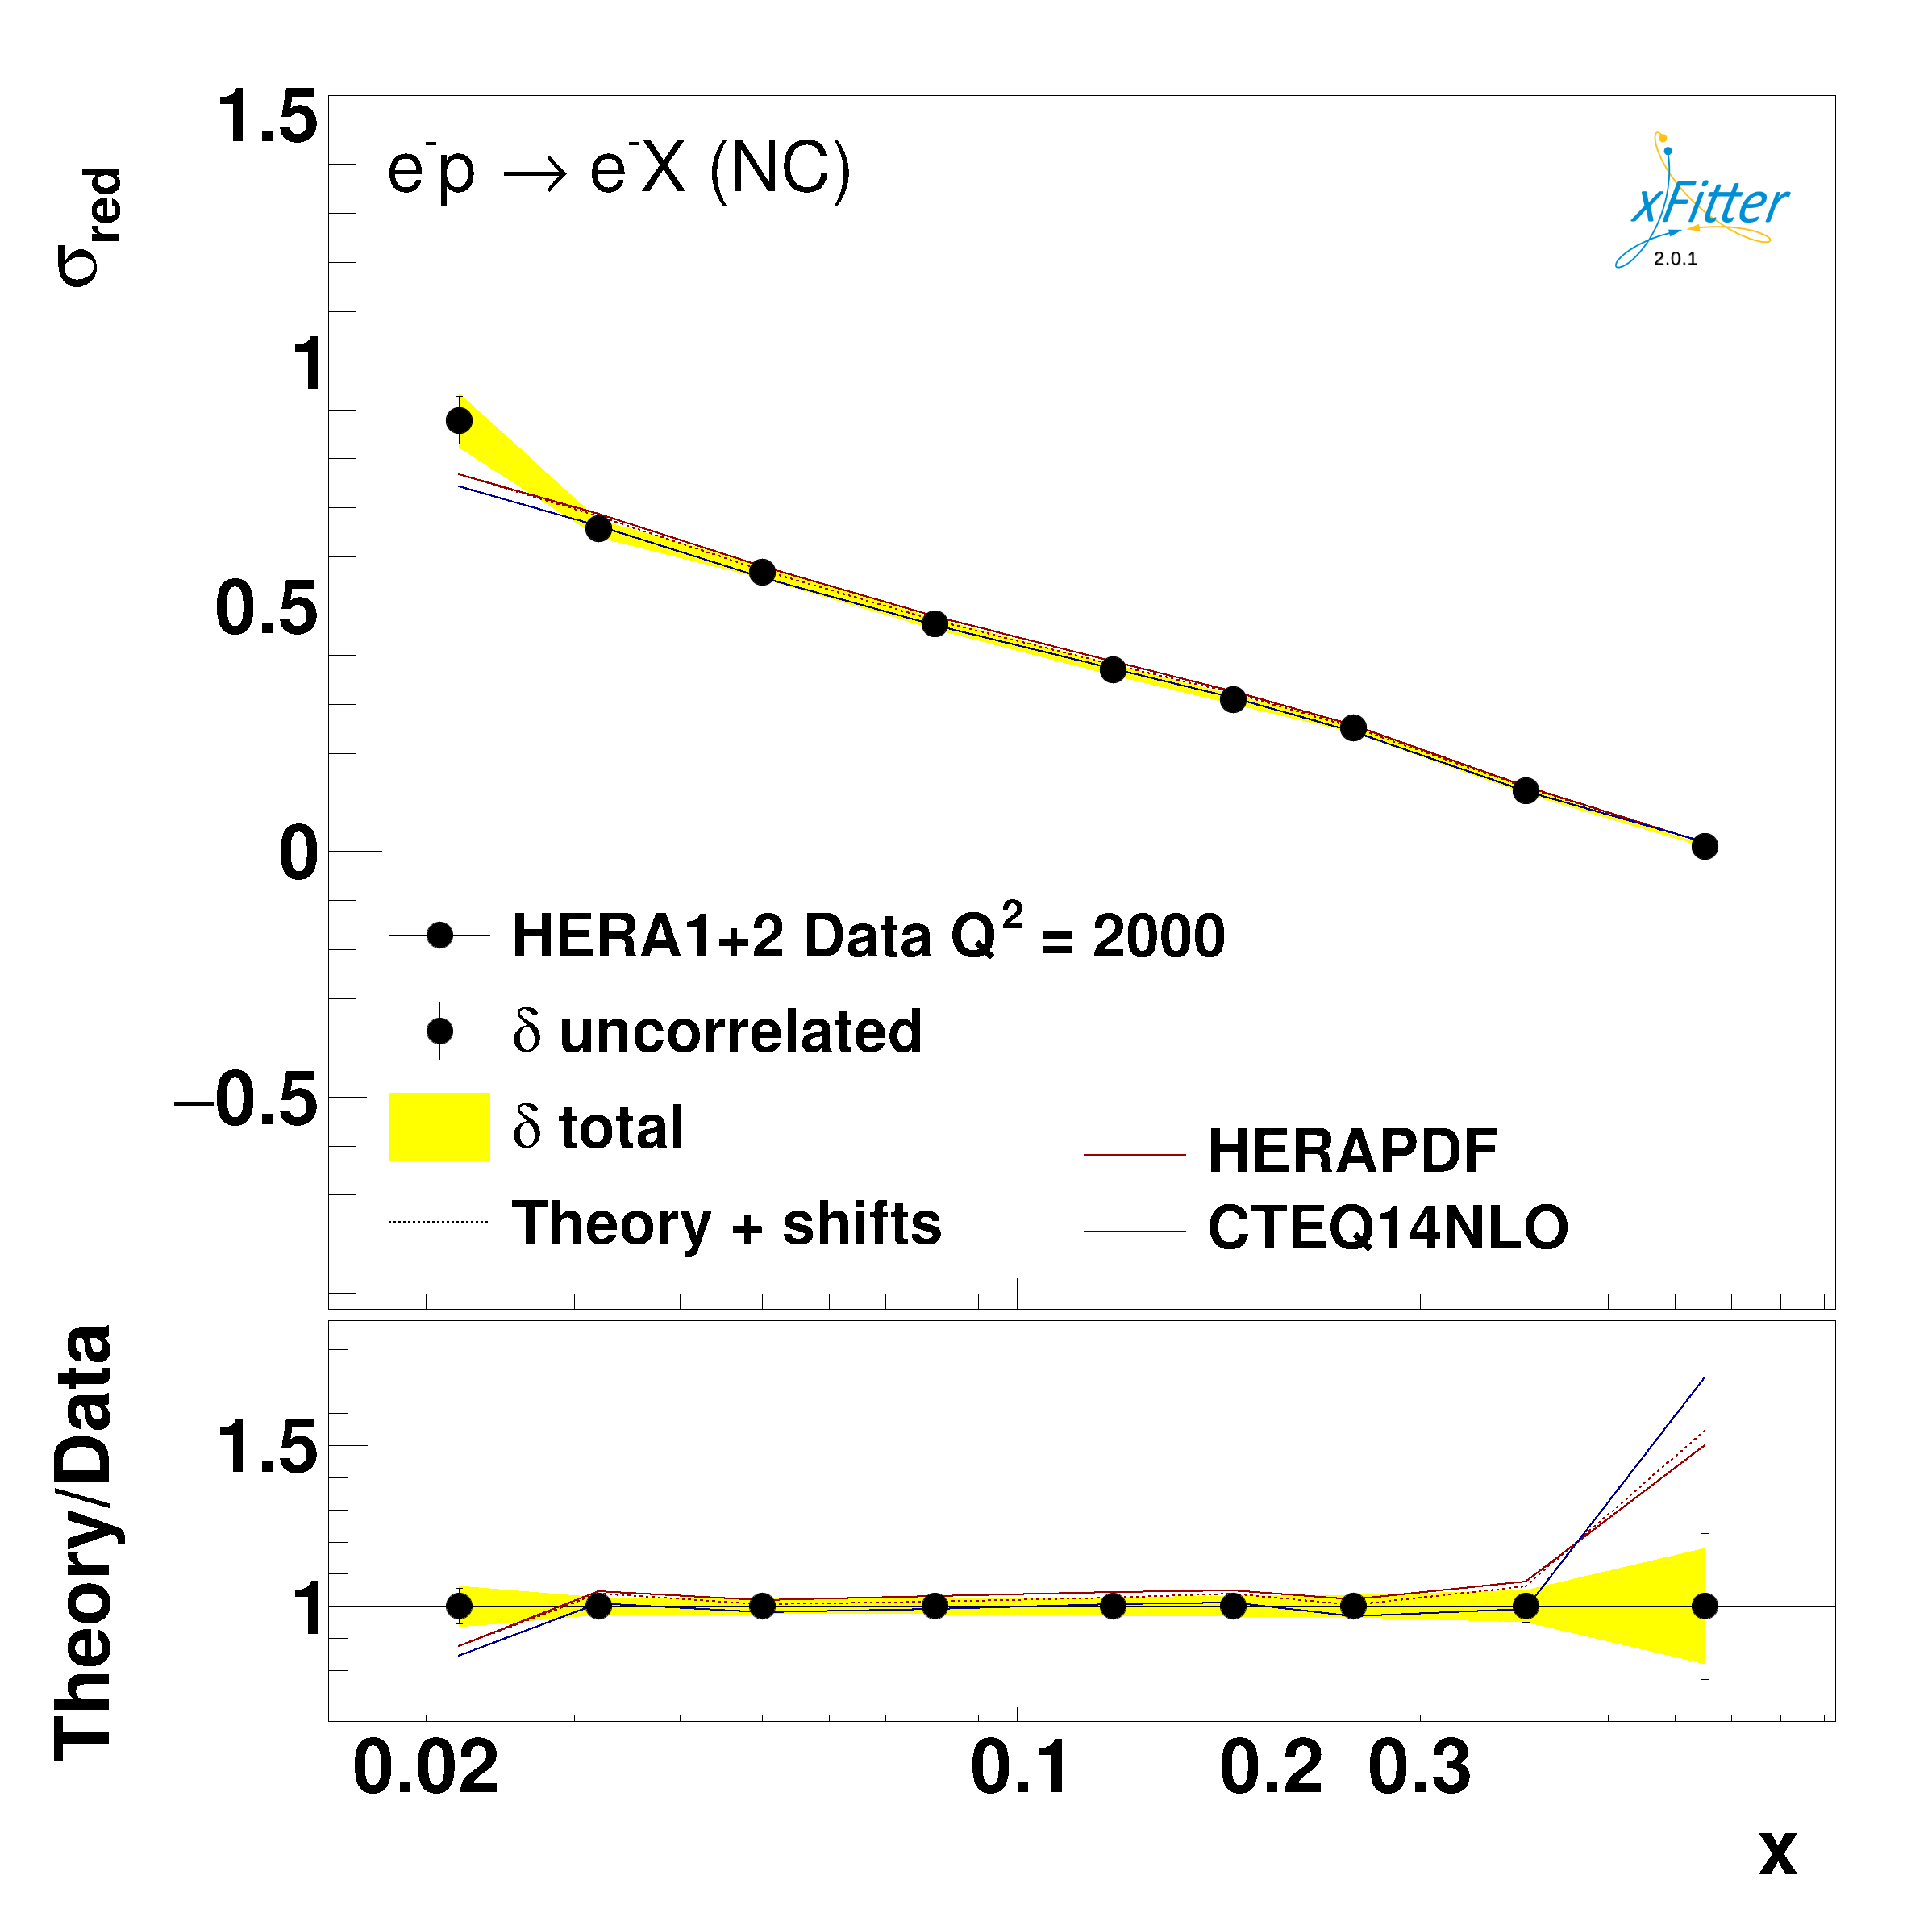 σred
1.5
1
0.5
0
−0.5
e-p → e-X (NC)
xFitter
2.0.1
HERA1+2 Data Q2 = 2000
δ uncorrelated
δ total
Theory + shifts
HERAPDF
CTEQ14NLO
Theory/Data
1.5
1
0.02 0.1 0.2 0.3
x